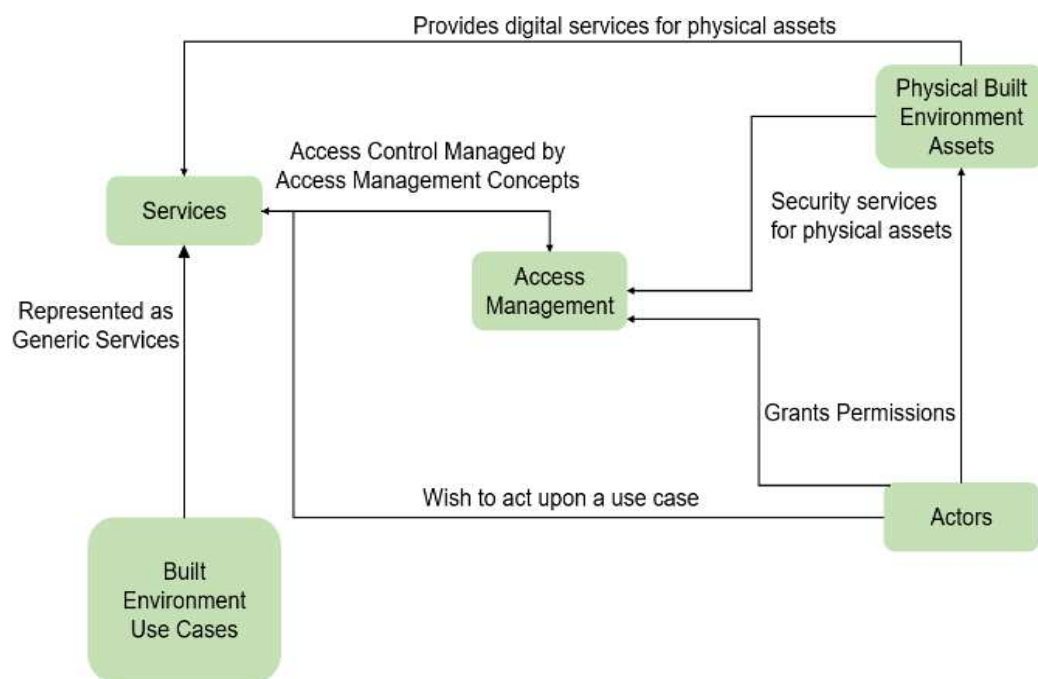 Provides digital services for physical assets
Physical Built
Environment
Assets
Access Control Managed by
Access Management Concepts
Services
Security services
for physical assets
Access
Management
Represented as
Generic Services
Grants Permissions
Wish to act upon a use case
Actors
Built
Environment
Use Cases